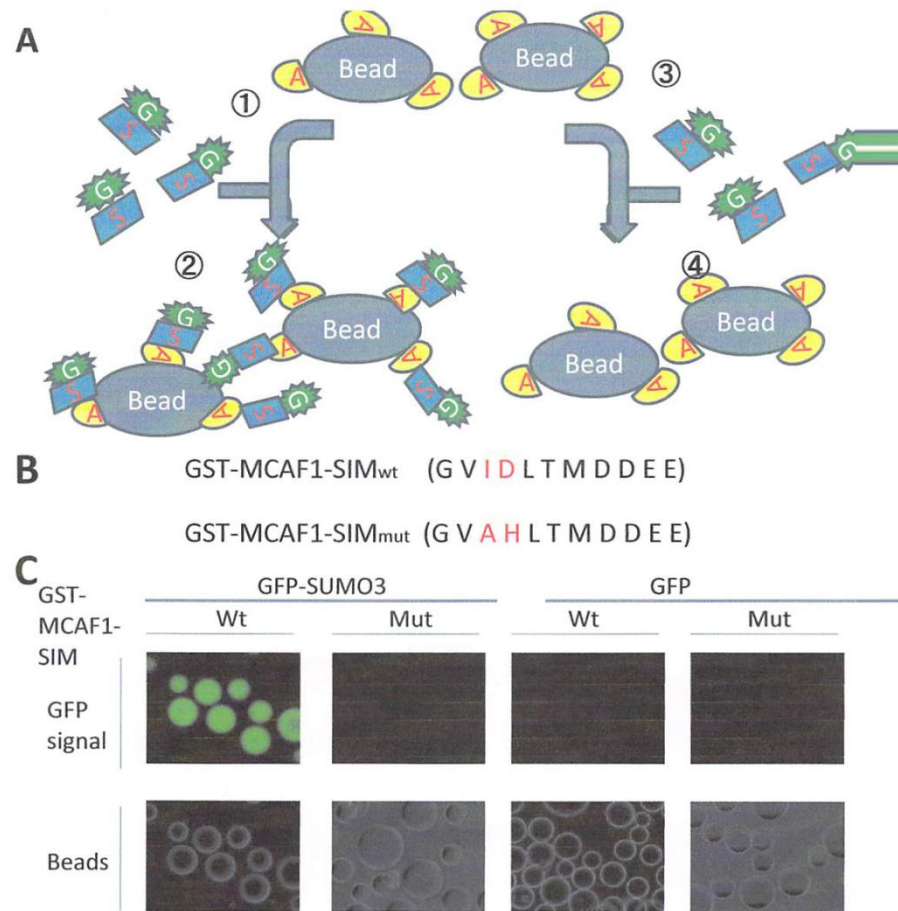 A
Bead Bead
A A A A A A A
① ③
G S G S G S G S G S G S
② ④
G S G S G S G S G S G S G S
A A A A A A A
A A A A A A A
Bead Bead
Bead Bead
B GST-MCAF1-SIMwt (G V I D L T M D D E E)
GST-MCAF1-SIMmut (G V A H L T M D D E E)
C
GFP-SUMO3 GFP
GST-
MCAF1-
SIM
Wt Mut Wt Mut
GFP
signal
Beads